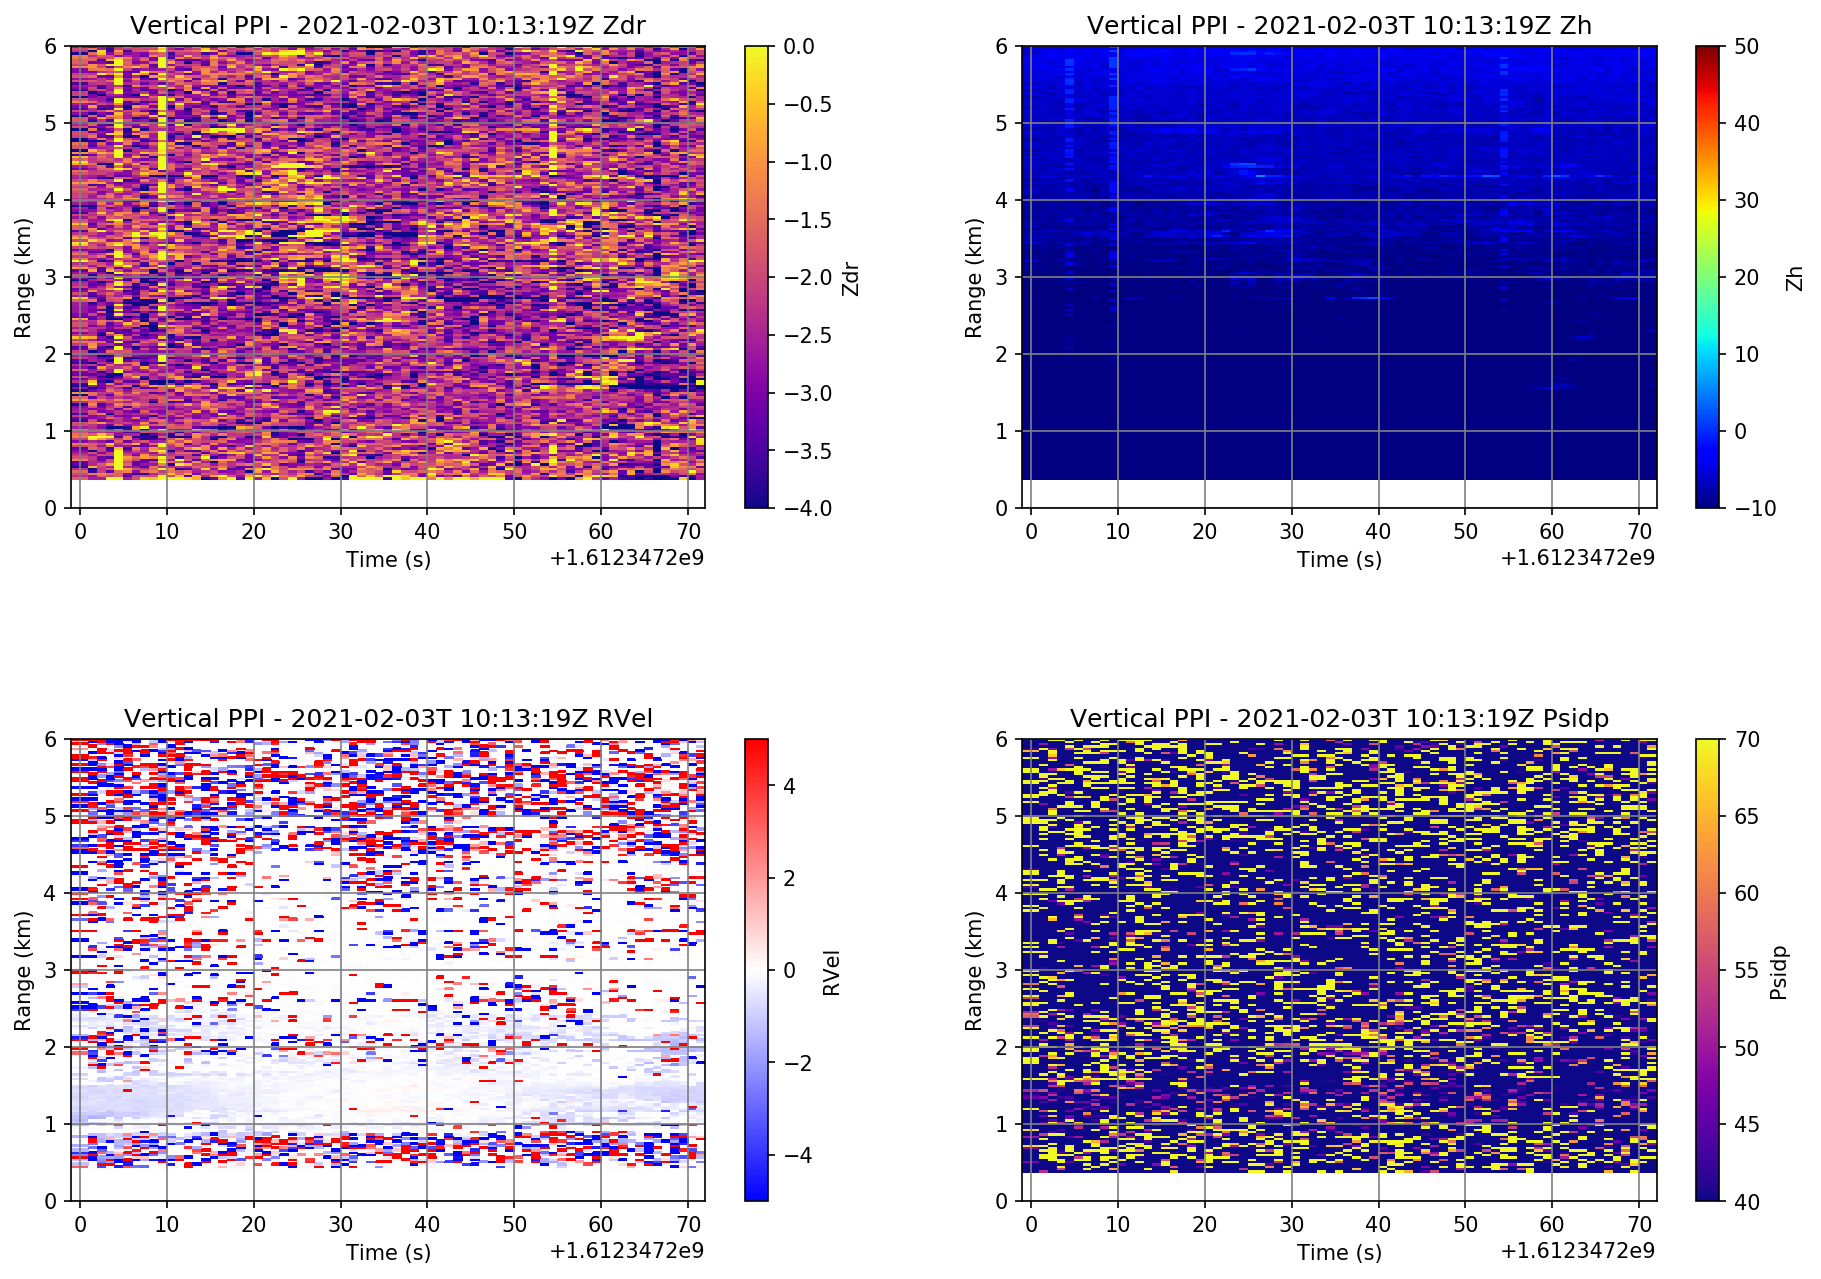 Vertical PPI - 2021-02-03T 10:13:19Z Zdr
6
5
4
3
2
1
0
Range (km)
0 10 20 30 40 50 60 70
Time (s)
+1.6123472e9
0.0
−0.5
−1.0
−1.5
−2.0
−2.5
−3.0
−3.5
−4.0
Zdr
Vertical PPI - 2021-02-03T 10:13:19Z Zh
6
5
4
3
2
1
0
Range (km)
0 10 20 30 40 50 60 70
Time (s)
+1.6123472e9
50
40
30
20
10
0
−10
Zh
Vertical PPI - 2021-02-03T 10:13:19Z RVel
6
5
4
3
2
1
0
Range (km)
0 10 20 30 40 50 60 70
Time (s)
+1.6123472e9
4
2
0
−2
−4
RVel
Vertical PPI - 2021-02-03T 10:13:19Z Psidp
6
5
4
3
2
1
0
Range (km)
0 10 20 30 40 50 60 70
Time (s)
+1.6123472e9
70
65
60
55
50
45
40
Psidp